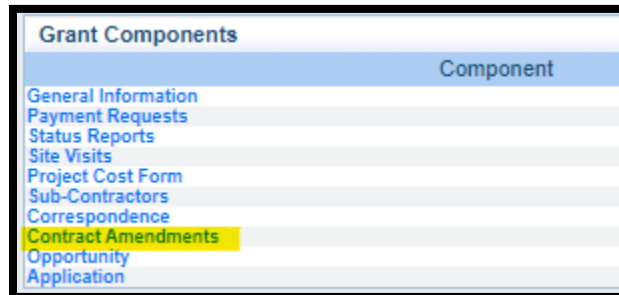 Grant Components
Component
General Information
Payment Requests
Status Reports
Site Visits
Project Cost Form
Sub-Contractors
Correspondence
Contract Amendments
Opportunity
Application